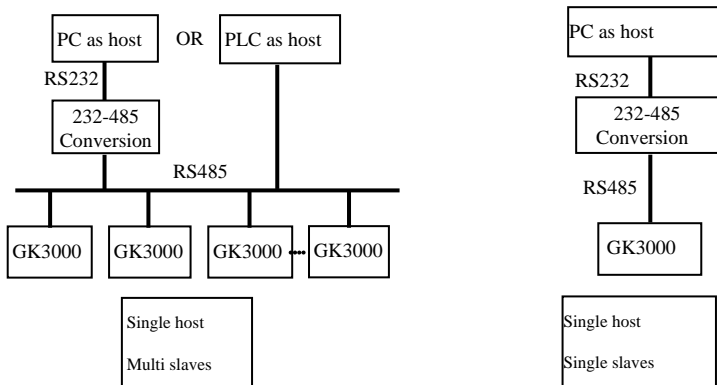 PC as host
OR
PLC as host
RS232
232-485
Conversion
RS485
GK3000
GK3000
GK3000
GK3000
Single host
Multi slaves
PC as host
RS232
232-485
Conversion
RS485
GK3000
Single host
Single slaves